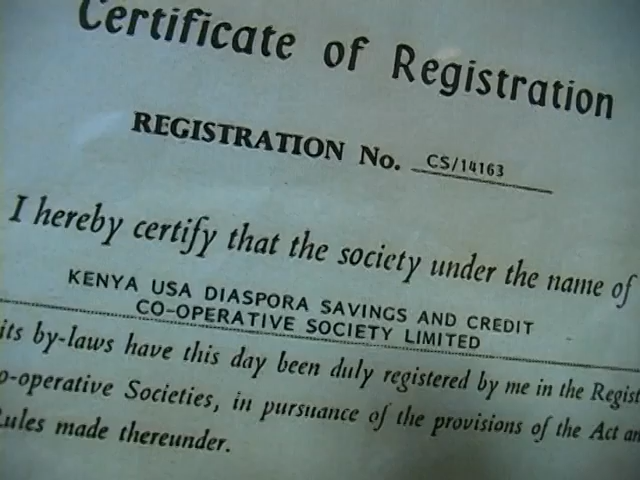 Certificate of Registration
REGISTRATION No. CS/14163
I hereby certify that the society under the name of
KENYA USA DIASPORA SAVINGS AND CREDIT
CO-OPERATIVE SOCIETY LIMITED
its by-laws have this day been duly registered by me in the Regist
o-operative Societies, in pursuance of the provisions of the Act an
Rules made thereunder.